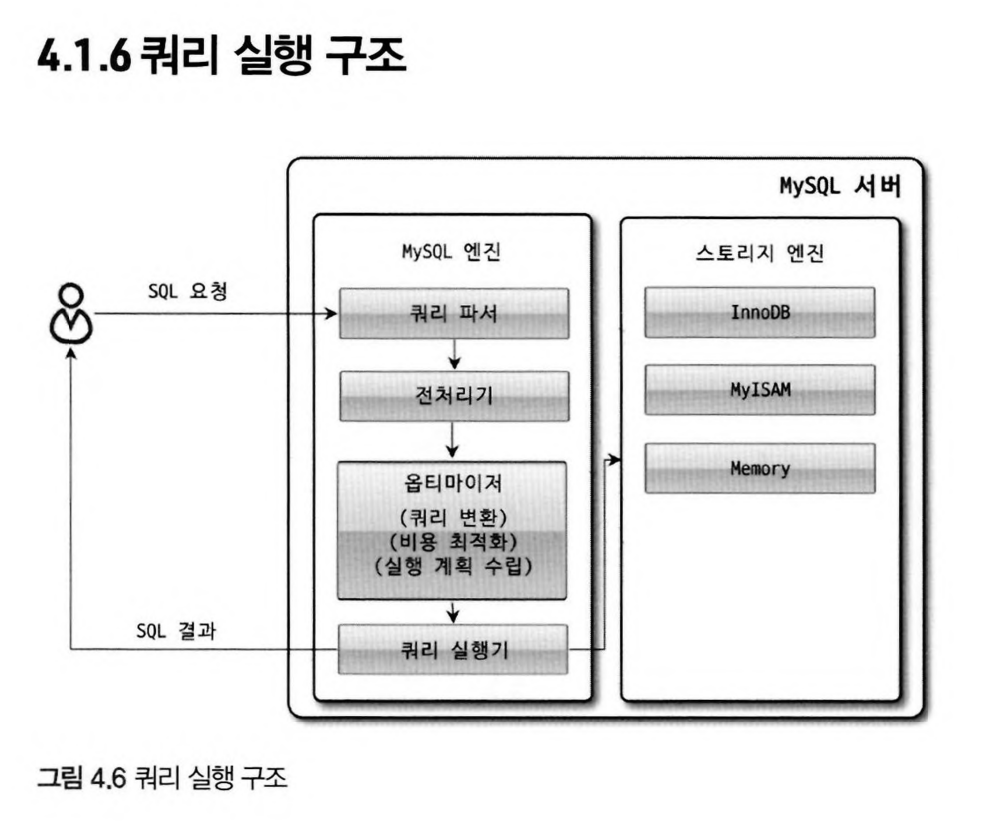 4.1.6 쿼리 실행 구조
MySQL 서버
MySQL 엔진
스토리지 엔진
SQL 요청
쿼리 파서
InnoDB
전처리기
MyISAM
옵티마이저
(쿼리 변환)
(비용 최적화)
(실행 계획 수립)
Memory
SQL 결과
쿼리 실행기
그림 4.6 쿼리 실행 구조